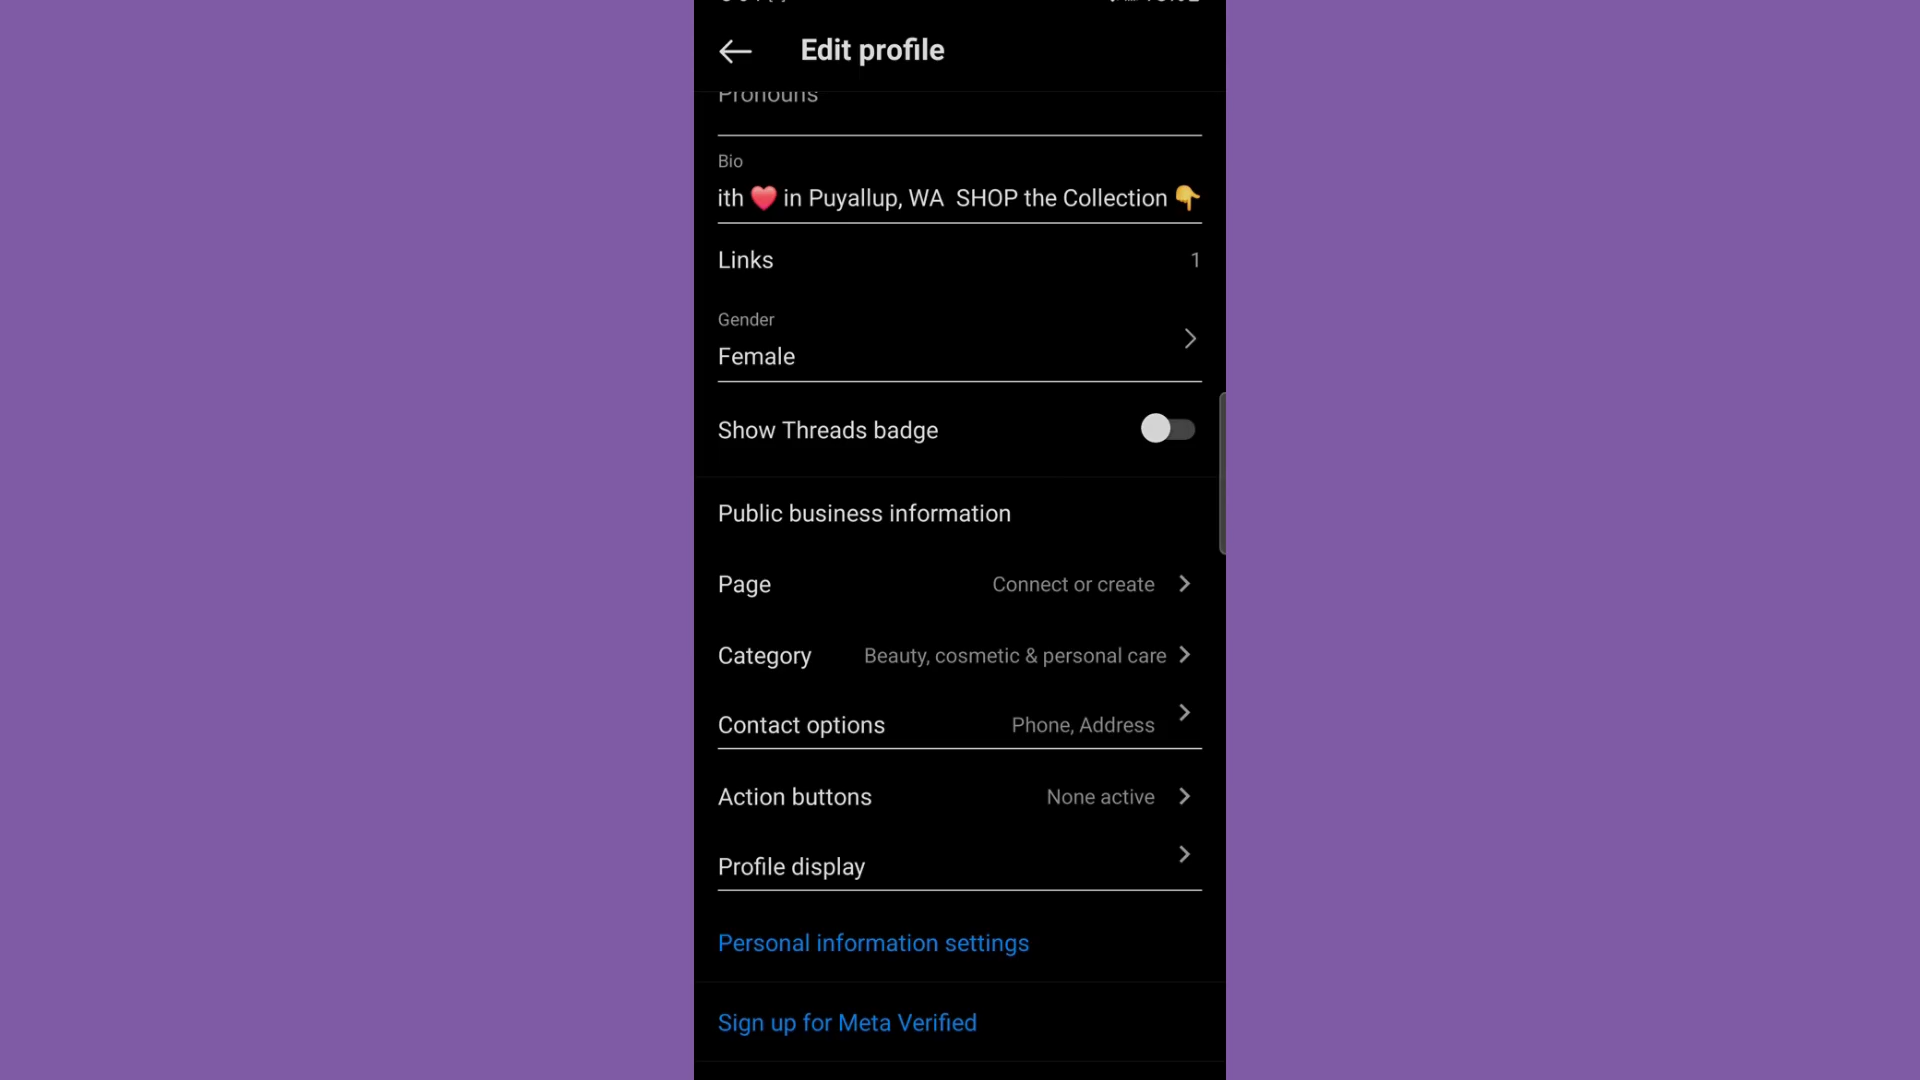 Edit profile
Pronouns
Bio
ith ❤️ in Puyallup, WA  SHOP the Collection 👇
Links 1
Gender
Female
Show Threads badge
Public business information
Page Connect or create
Category Beauty, cosmetic & personal care
Contact options Phone, Address
Action buttons None active
Profile display
Personal information settings
Sign up for Meta Verified